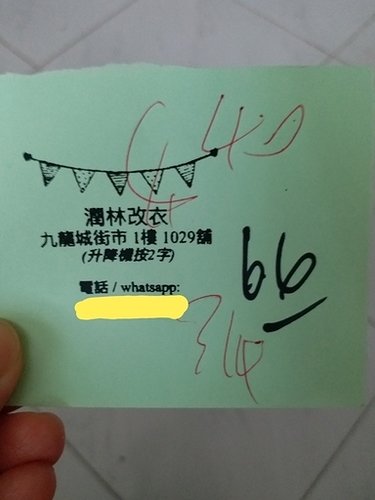 潤林改衣
九龍城街市 1樓 1029舖
(升降機按2字)
電話 / whatsapp:
66